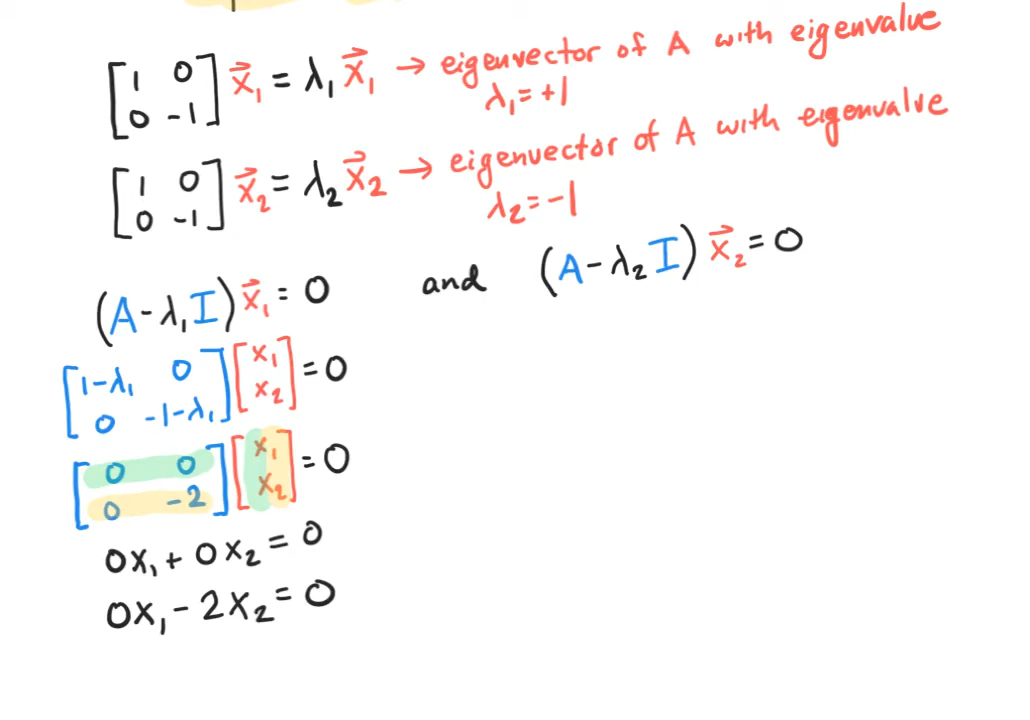 [1 0; 0 -1] x⃗₁ = λ₁ x⃗₁ → eigenvector of A with eigenvalue
λ₁ = +1
[1 0; 0 -1] x⃗₂ = λ₂ x⃗₂ → eigenvector of A with eigenvalue
λ₂ = -1
(A - λ₁I) x⃗₁ = 0 and (A - λ₂I) x⃗₂ = 0
[1-λ₁ 0; 0 -1-λ₁] [x₁; x₂] = 0
[0 0; 0 -2] [x₁; x₂] = 0
0x₁ + 0x₂ = 0
0x₁ - 2x₂ = 0